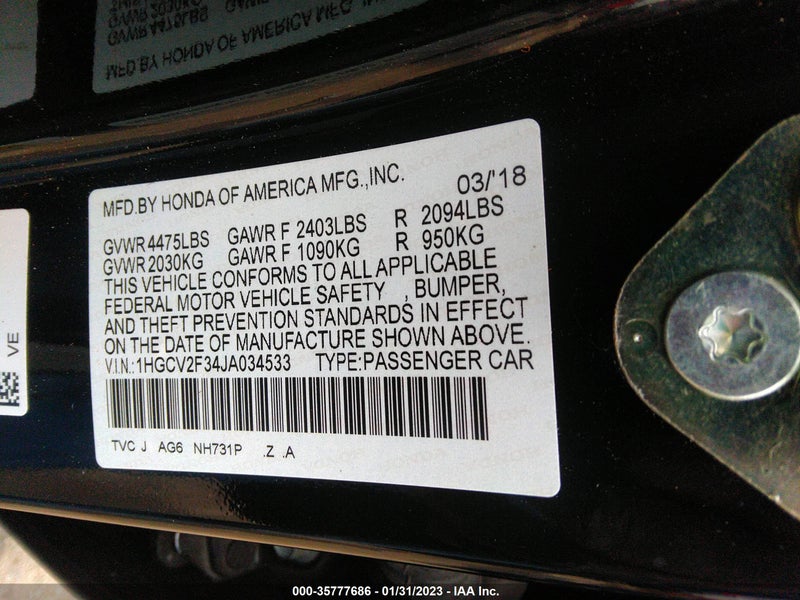 MFD.BY HONDA OF AMERICA MFG.,INC. 03/'18
GVWR 4475LBS GAWR F 2403LBS R 2094LBS
GVWR 2030KG GAWR F 1090KG R 950KG
THIS VEHICLE CONFORMS TO ALL APPLICABLE
FEDERAL MOTOR VEHICLE SAFETY , BUMPER,
AND THEFT PREVENTION STANDARDS IN EFFECT
ON THE DATE OF MANUFACTURE SHOWN ABOVE.
V.I.N.:1HGCV2F34JA034533 TYPE:PASSENGER CAR
TVC J AG6 NH731P .Z .A
VE
000-35777686 - 01/31/2023 - IAA Inc.